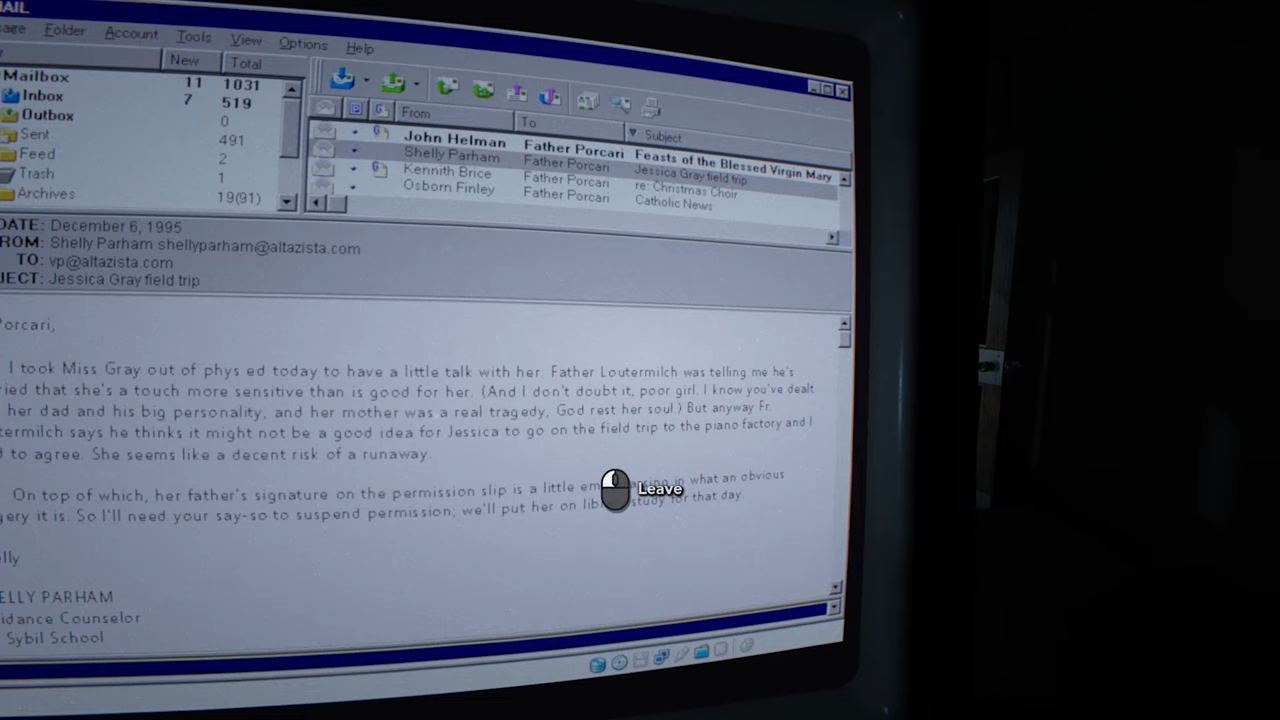 AIL
age Folder Account Tools View Options Help
New Total
Mailbox 11 1031
Inbox 7 519
Outbox 0
Sent 491
Feed 2
Trash 1
Archives 19(91)
From To Subject
John Helman Father Porcari Feasts of the Blessed Virgin Mary
Shelly Parham Father Porcari Jessica Gray field trip
Kennith Brice Father Porcari re: Christmas Choir
Osborn Finley Father Porcari Catholic News
DATE: December 6, 1995
ROM: Shelly Parham shellyparham@altazista.com
TO: vp@altazista.com
JECT: Jessica Gray field trip
Porcari,
I took Miss Gray out of phys ed today to have a little talk with her. Father Loutermilch was telling me he's
ried that she's a touch more sensitive than is good for her. (And I don't doubt it, poor girl. I know you've dealt
her dad and his big personality, and her mother was a real tragedy, God rest her soul.) But anyway Fr.
termilch says he thinks it might not be a good idea for Jessica to go on the field trip to the piano factory and I
d to agree. She seems like a decent risk of a runaway.
On top of which, her father's signature on the permission slip is a little in what an obvious
gery it is. So I'll need your say-so to suspend permission; we'll put her on study for that day.
Leave
lly
ELLY PARHAM
idance Counselor
Sybil School